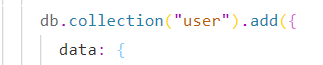 db.collection("user").add({
data: {